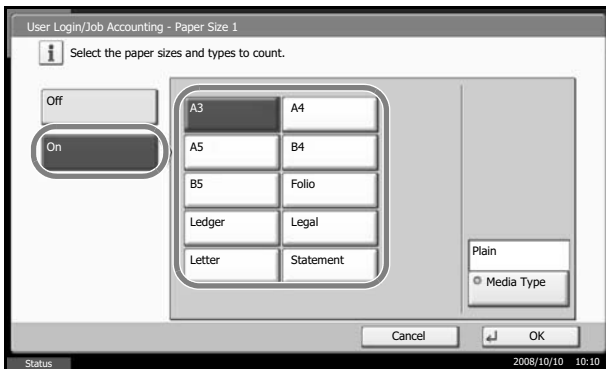 User Login/Job Accounting - Paper Size 1
Select the paper sizes and types to count.
Off
On
A3 A4
A5 B4
B5 Folio
Ledger Legal
Letter Statement
Plain
Media Type
Cancel OK
Status 2008/10/10 10:10